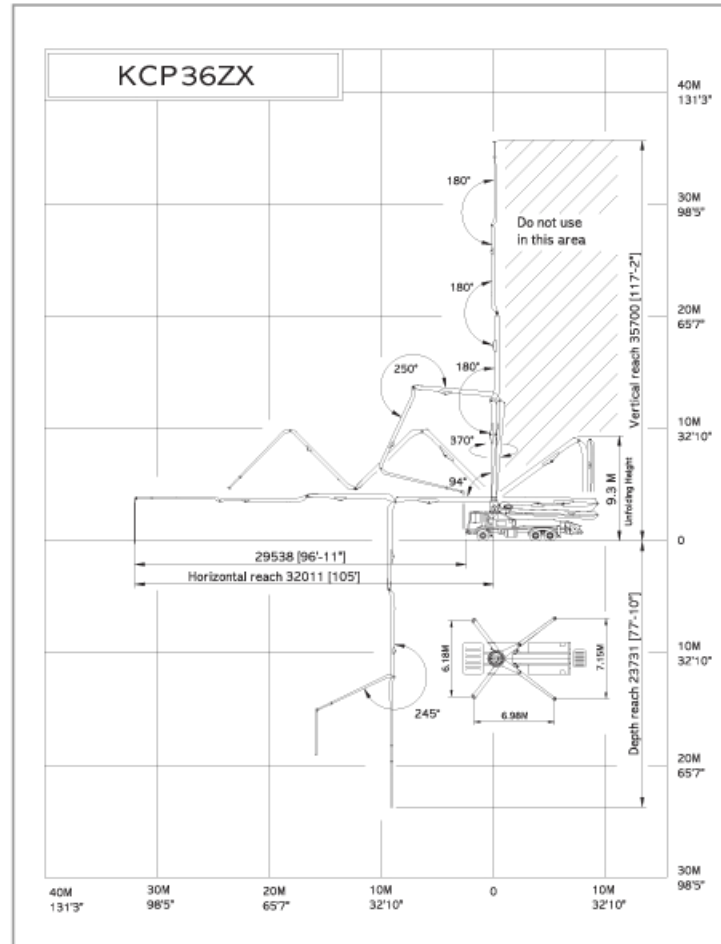 KCP36ZX
40M
131'3"
180°
30M
98'5"
Do not use
in this area
180°
20M
65'7"
Vertical reach 35700 [117'-2"]
250°
180°
10M
32'10"
370°
94°
9.3 M
Unfolding Height
0
29538 [96'-11"]
Horizontal reach 32011 [105']
6.18M
7.15M
6.98M
10M
32'10"
Depth reach 23731 [77'-10"]
245°
20M
65'7"
30M
98'5"
40M
131'3"
30M
98'5"
20M
65'7"
10M
32'10"
0
10M
32'10"